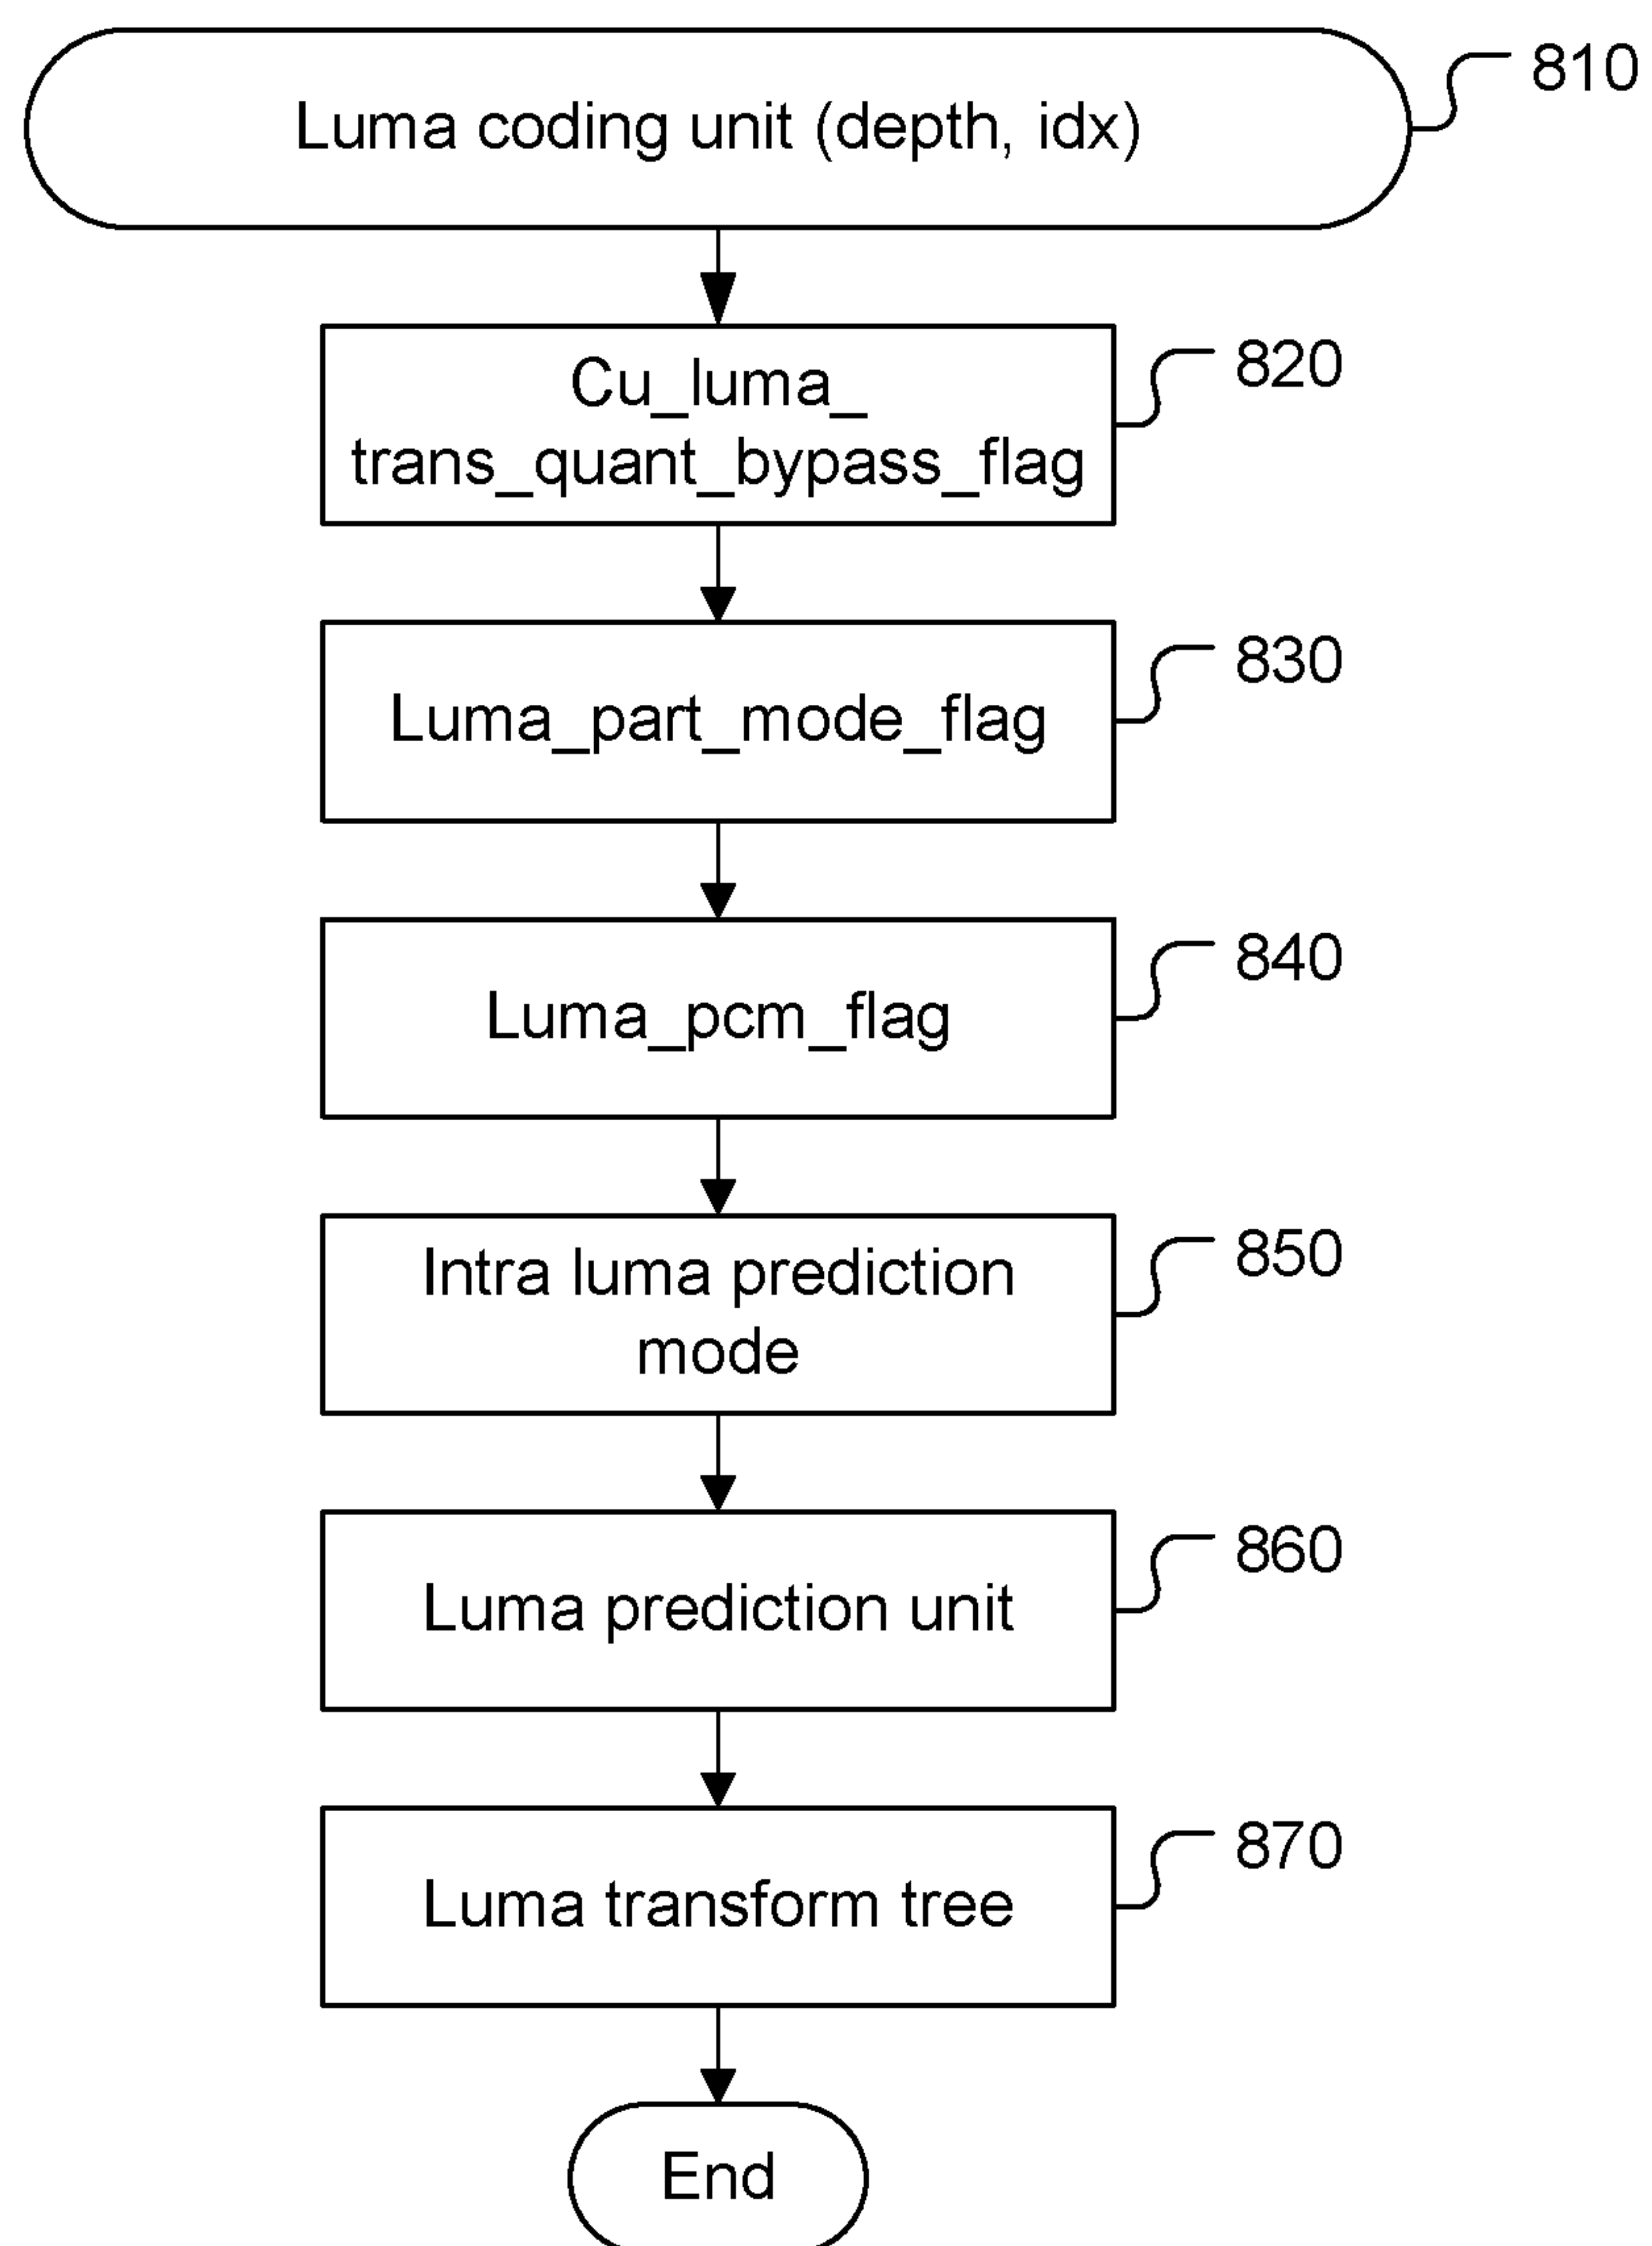 Luma coding unit (depth, idx)
810
Cu_luma_
trans_quant_bypass_flag
820
Luma_part_mode_flag
830
Luma_pcm_flag
840
Intra luma prediction
mode
850
Luma prediction unit
860
Luma transform tree
870
End